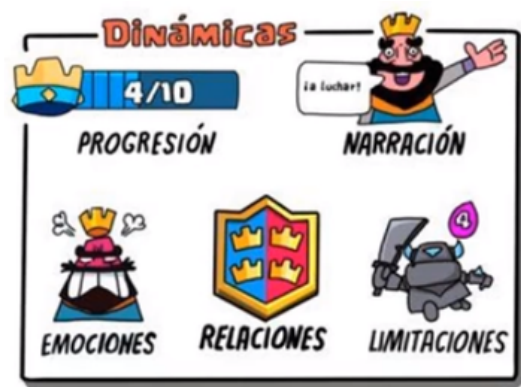 DINÁMICAS
4/10
¡a luchar!
PROGRESIÓN
NARRACIÓN
4
EMOCIONES
RELACIONES
LIMITACIONES